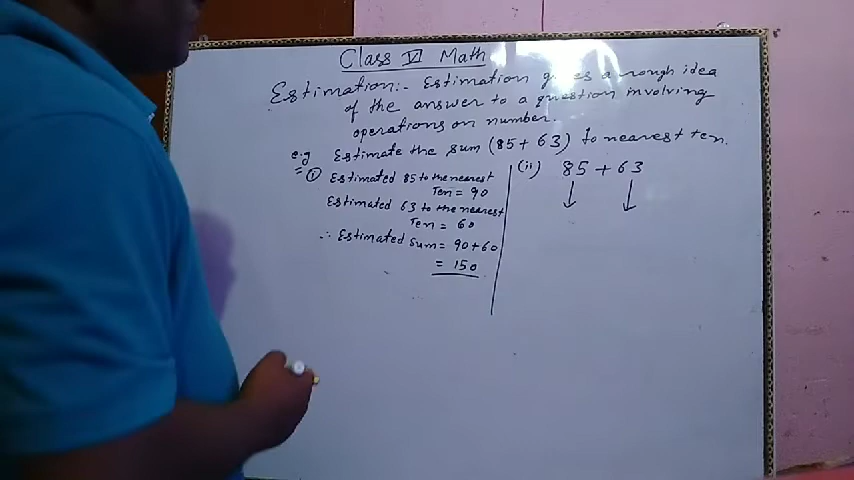 Class VI Math
Estimation:- Estimation gives a rough idea
of the answer to a question involving
operations on number.
e.g Estimate the sum (85+63) to nearest ten.
= (i) Estimated 85 to the nearest
Ten = 90
Estimated 63 to the nearest
Ten = 60
∴ Estimated Sum = 90+60
= 150
(ii) 85 + 63
↓ ↓